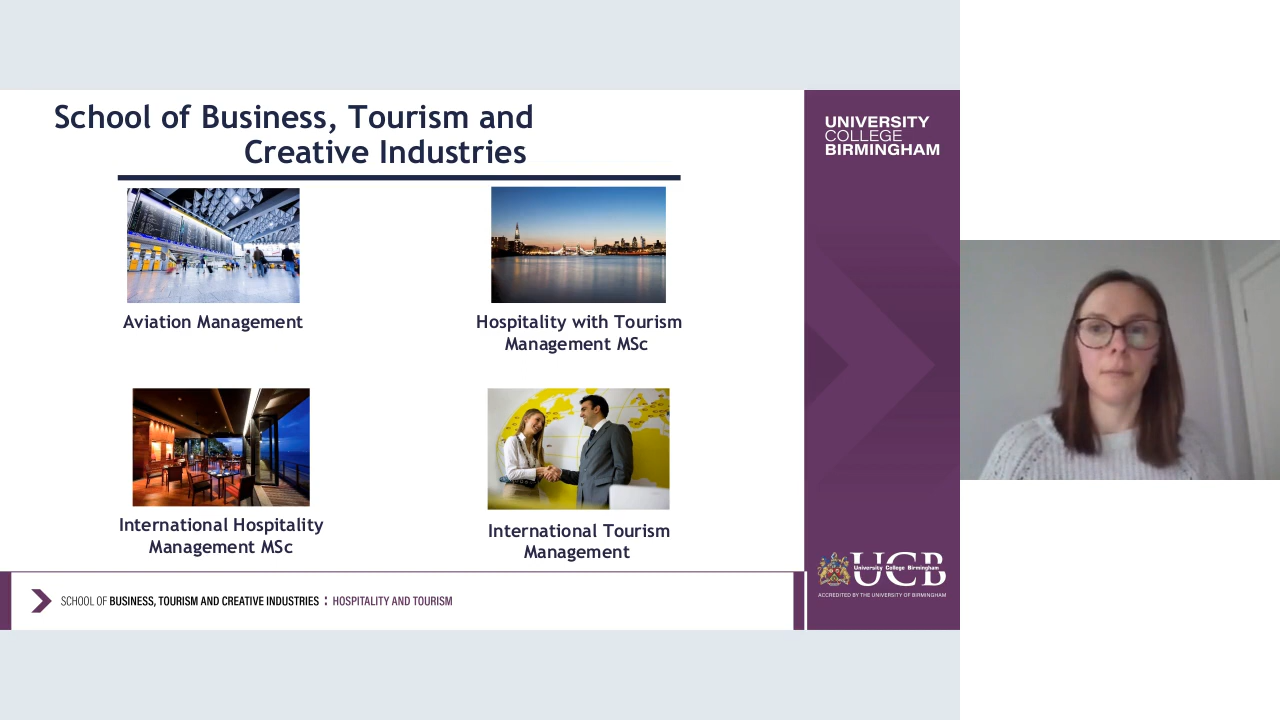 School of Business, Tourism and
Creative Industries
UNIVERSITY
COLLEGE
BIRMINGHAM
Aviation Management
Hospitality with Tourism
Management MSc
International Hospitality
Management MSc
International Tourism
Management
UCB
University College Birmingham
ACCREDITED BY THE UNIVERSITY OF BIRMINGHAM
SCHOOL OF BUSINESS, TOURISM AND CREATIVE INDUSTRIES : HOSPITALITY AND TOURISM